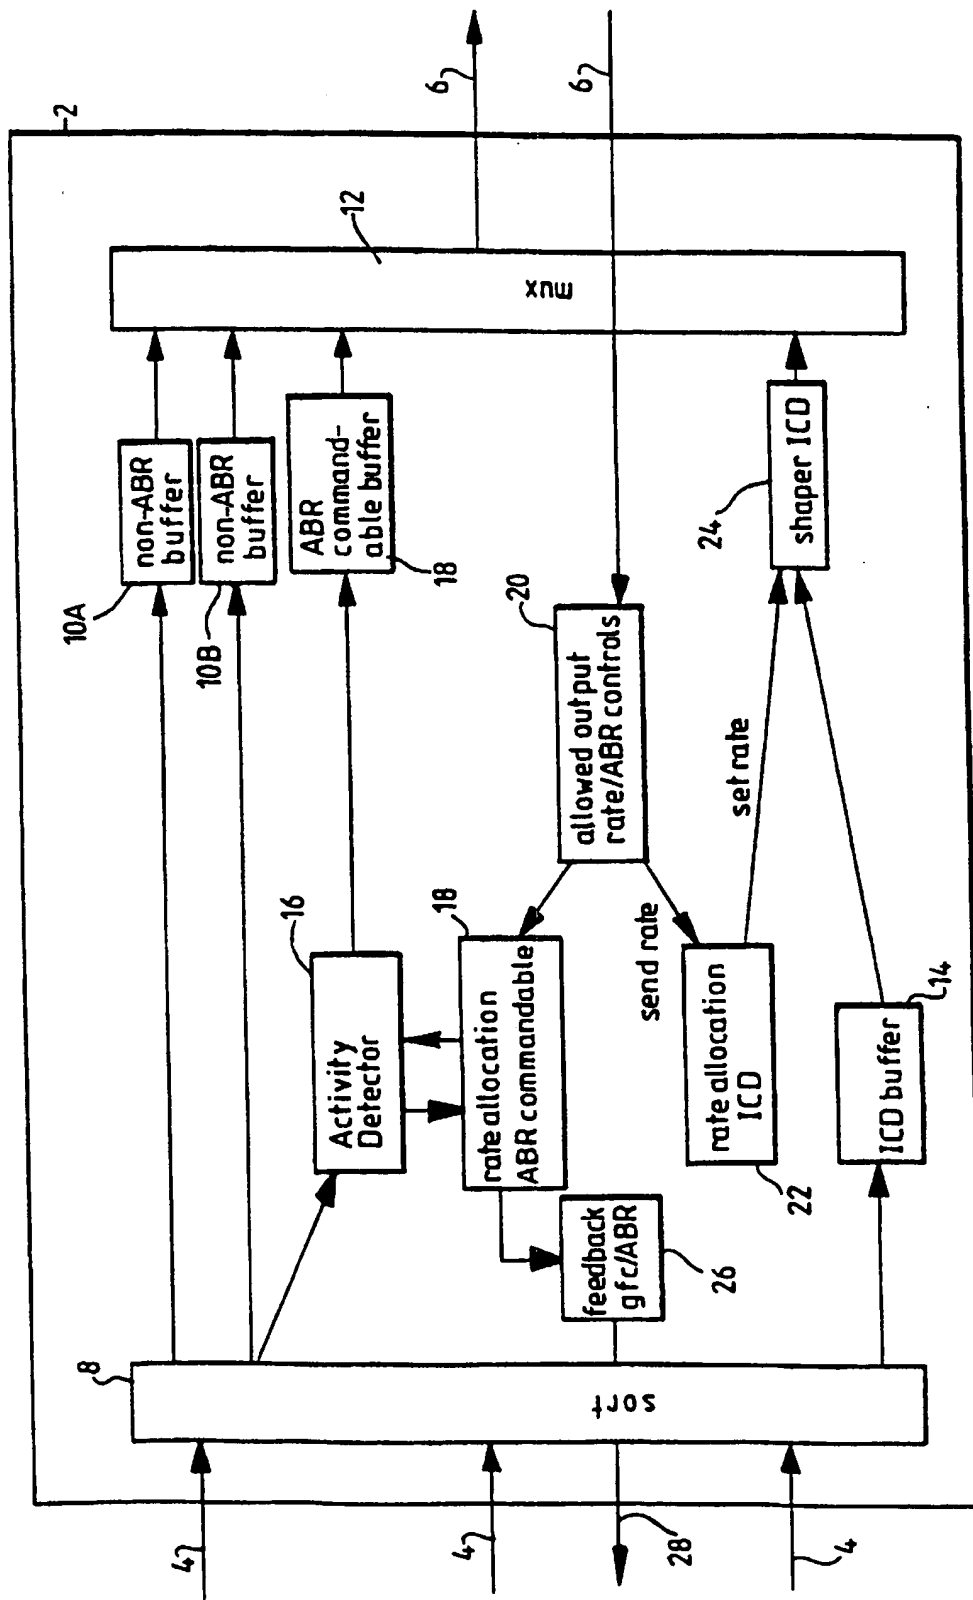 2
6
6
12
mux
10A
non-ABR
buffer
10B
non-ABR
buffer
ABR
command-
able buffer
18
24
shaper ICD
20
allowed output
rate/ABR controls
set rate
16
Activity
Detector
18
rate allocation
ABR commandable
send rate
rate allocation
ICD
22
14
ICD buffer
feedback
gfc/ABR
26
8
sort
4
4
28
4